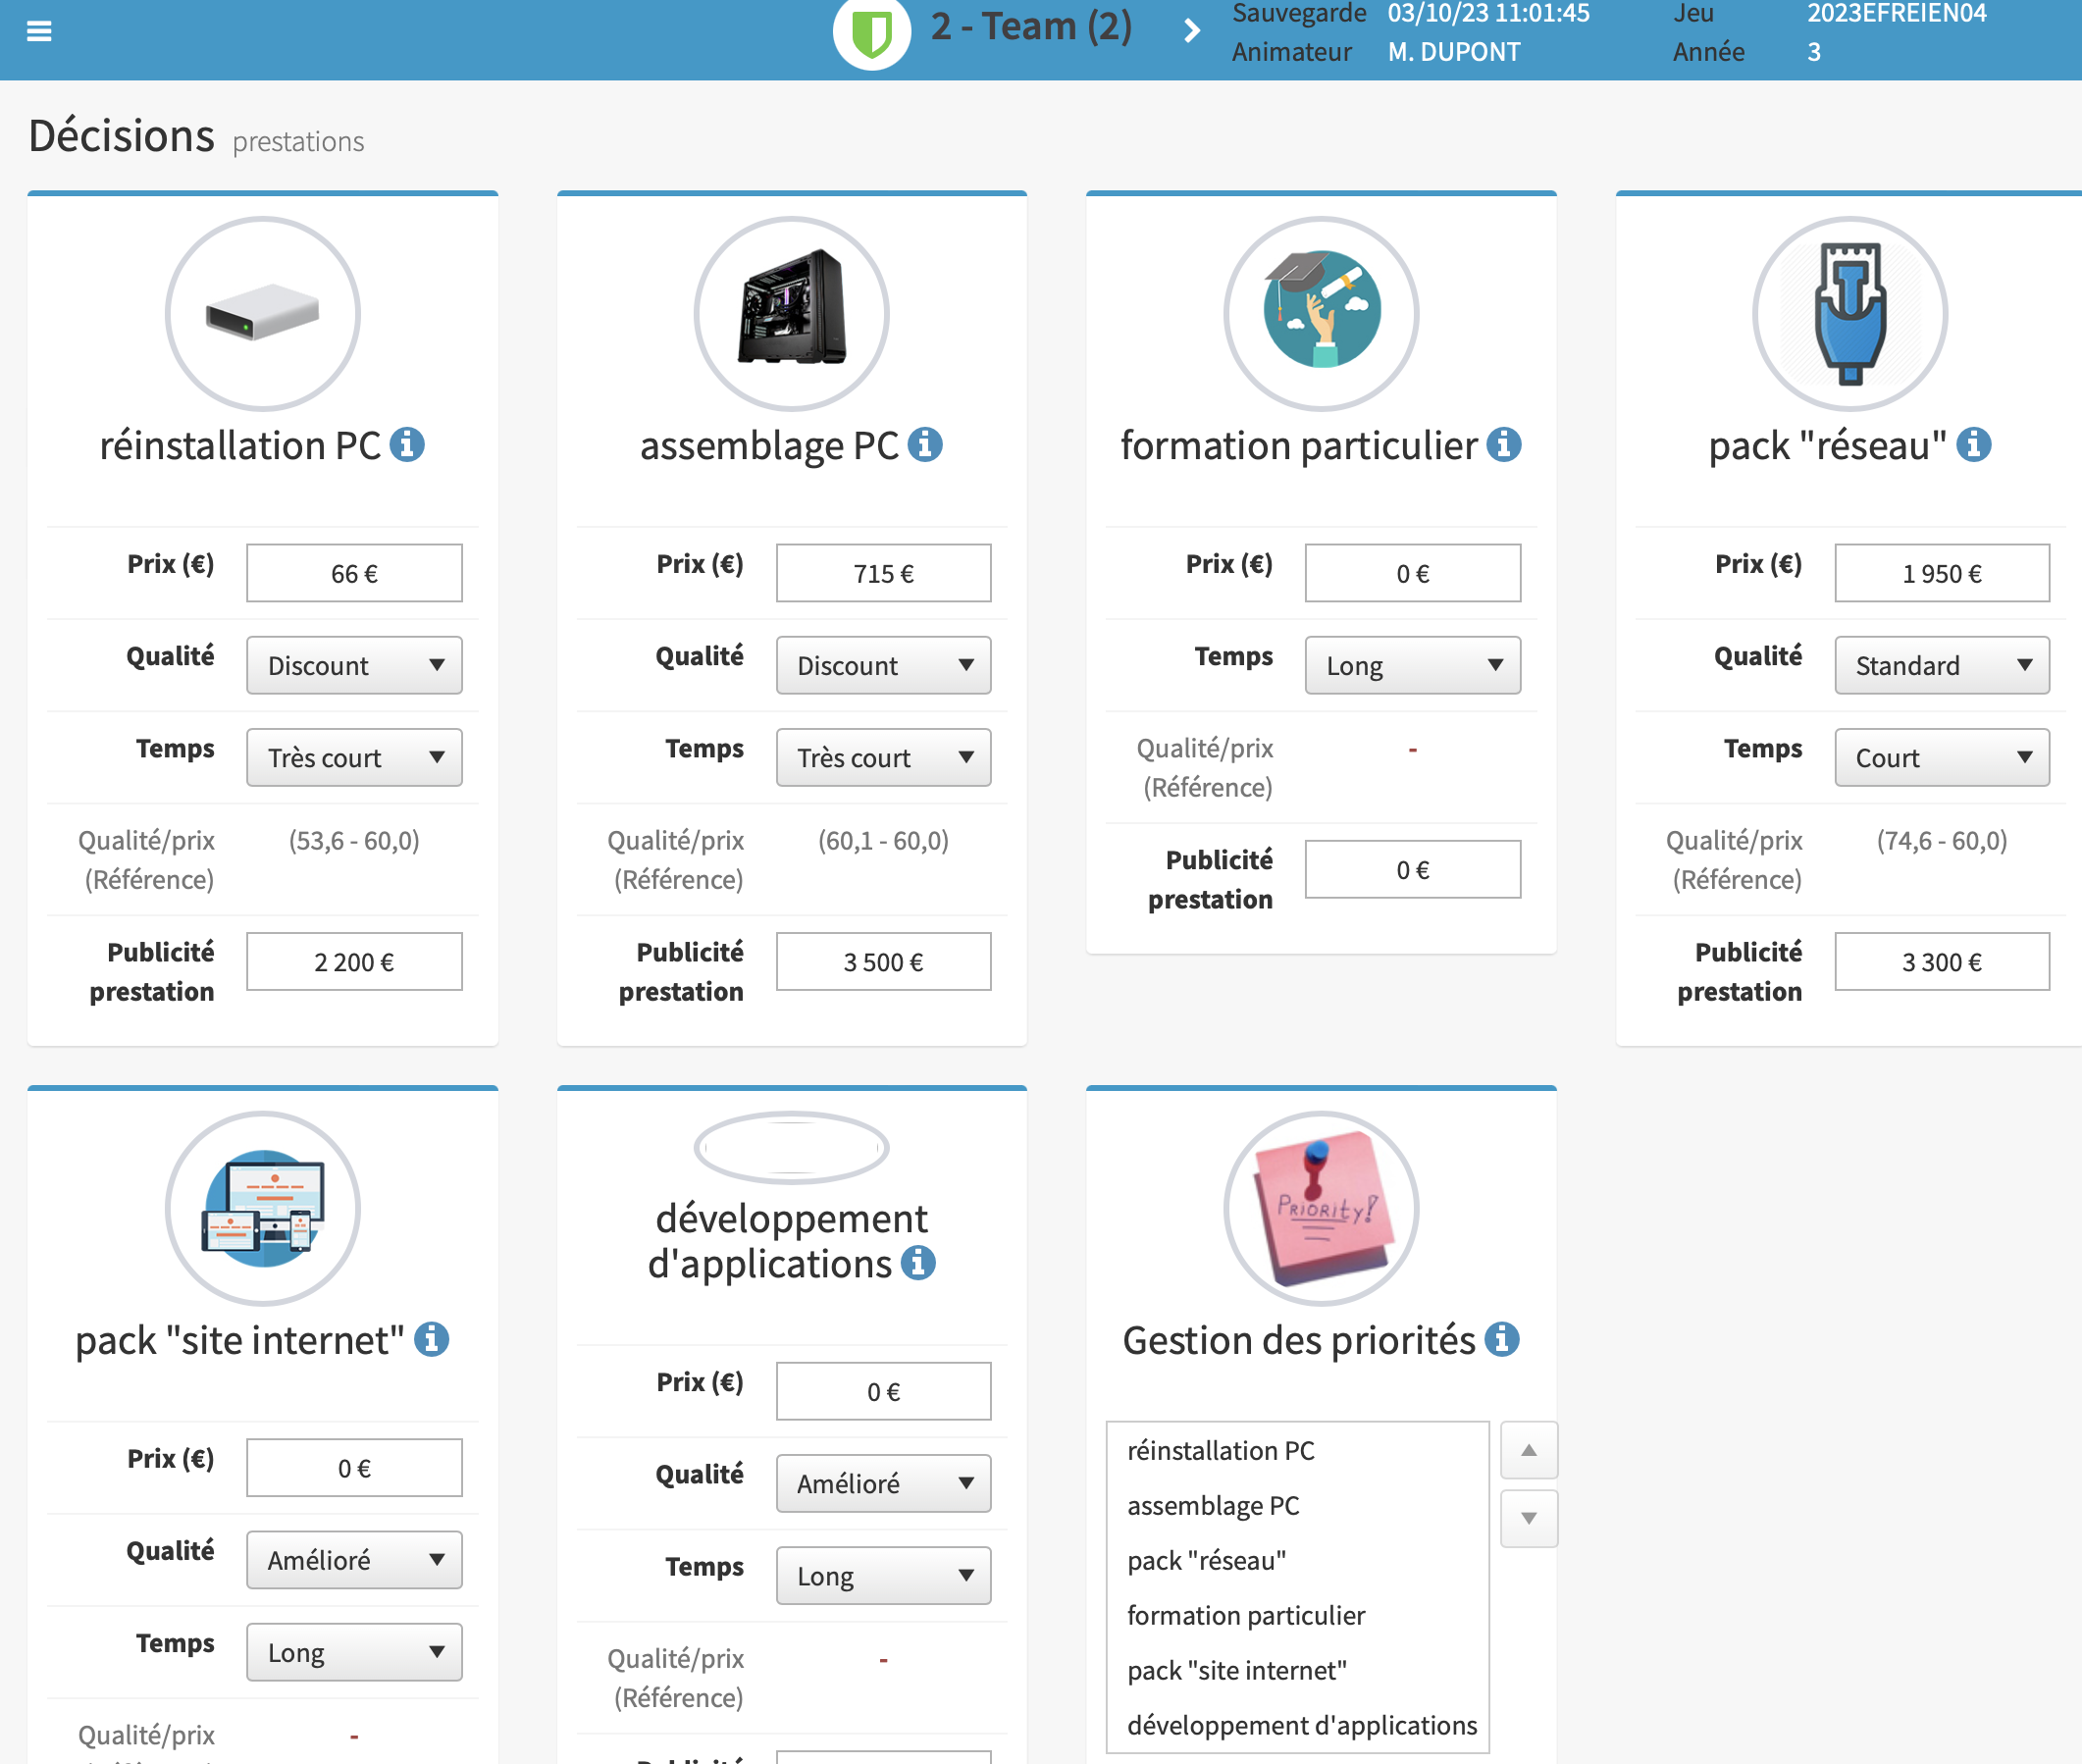 2 - Team (2)
Sauvegarde 03/10/23 11:01:45
Animateur M. DUPONT
Jeu 2023EFREIEN04
Année 3
Décisions prestations
réinstallation PC
Prix (€) 66 €
Qualité Discount
Temps Très court
Qualité/prix (53,6 - 60,0)
(Référence)
Publicité 2 200 €
prestation
assemblage PC
Prix (€) 715 €
Qualité Discount
Temps Très court
Qualité/prix (60,1 - 60,0)
(Référence)
Publicité 3 500 €
prestation
formation particulier
Prix (€) 0 €
Temps Long
Qualité/prix -
(Référence)
Publicité 0 €
prestation
pack "réseau"
Prix (€) 1 950 €
Qualité Standard
Temps Court
Qualité/prix (74,6 - 60,0)
(Référence)
Publicité 3 300 €
prestation
pack "site internet"
Prix (€) 0 €
Qualité Amélioré
Temps Long
Qualité/prix -
développement
d'applications
Prix (€) 0 €
Qualité Amélioré
Temps Long
Qualité/prix -
(Référence)
PRIORITY!
Gestion des priorités
réinstallation PC
assemblage PC
pack "réseau"
formation particulier
pack "site internet"
développement d'applications